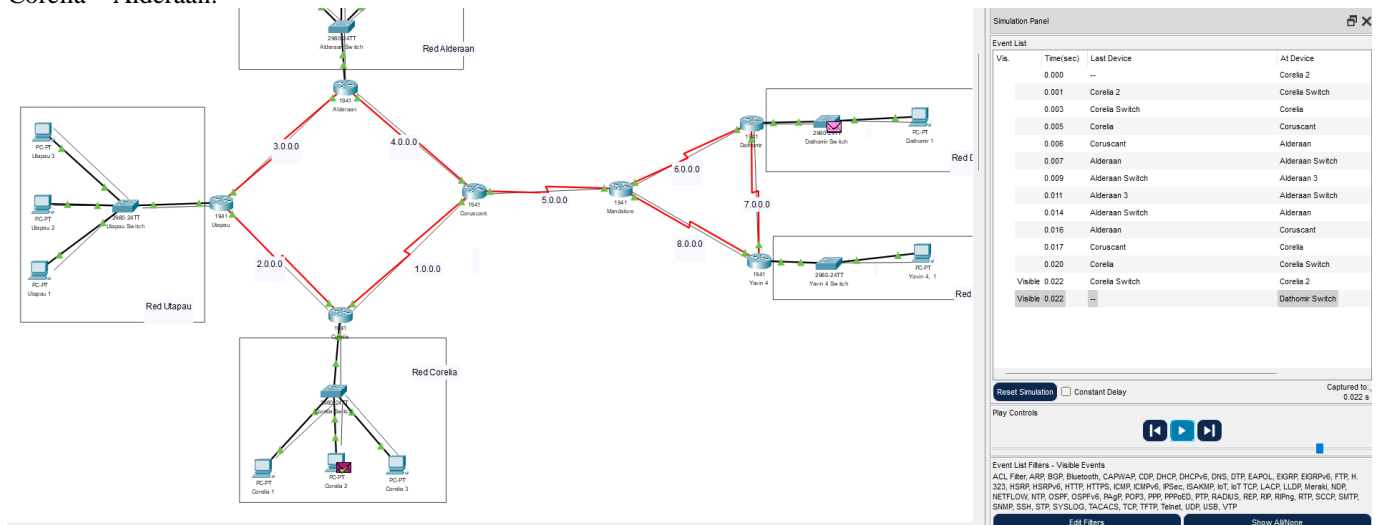 Corelia – Alderaan.
2960-24TT
Alderaan Switch
Red Alderaan
1941
Alderaan
3.0.0.0
4.0.0.0
PC-PT
Utapau 3
PC-PT
Utapau 2
PC-PT
Utapau 1
2960-24TT
Utapau Switch
1941
Utapau
Red Utapau
2.0.0.0
1.0.0.0
1941
Coruscant
5.0.0.0
1941
Mandalore
6.0.0.0
7.0.0.0
8.0.0.0
1941
Dathomir
2960-24TT
Dathomir Switch
PC-PT
Dathomir 1
Red D
1941
Yavin 4
2960-24TT
Yavin 4 Switch
PC-PT
Yavin 4. 1
Red
1941
Corelia
Red Corelia
2960-24TT
Corelia Switch
PC-PT
Corelia 1
PC-PT
Corelia 2
PC-PT
Corelia 3
Simulation Panel
Event List
Vis. Time(sec) Last Device At Device
0.000 -- Corelia 2
0.001 Corelia 2 Corelia Switch
0.003 Corelia Switch Corelia
0.005 Corelia Coruscant
0.006 Coruscant Alderaan
0.007 Alderaan Alderaan Switch
0.009 Alderaan Switch Alderaan 3
0.011 Alderaan 3 Alderaan Switch
0.014 Alderaan Switch Alderaan
0.016 Alderaan Coruscant
0.017 Coruscant Corelia
0.020 Corelia Corelia Switch
Visible 0.022 Corelia Switch Corelia 2
Visible 0.022 -- Dathomir Switch
Reset Simulation Constant Delay
Captured to:
0.022 s
Play Controls
Event List Filters - Visible Events
ACL Filter, ARP, BGP, Bluetooth, CAPWAP, CDP, DHCP, DHCPv6, DNS, DTP, EAPOL, EIGRP, EIGRPv6, FTP, H.
323, HSRP, HSRPv6, HTTP, HTTPS, ICMP, ICMPv6, IPSec, ISAKMP, IoT, IoT TCP, LACP, LLDP, Meraki, NDP,
NETFLOW, NTP, OSPF, OSPFv6, PAgP, POP3, PPP, PPPoED, PTP, RADIUS, REP, RIP, RIPng, RTP, SCCP, SMTP,
SNMP, SSH, STP, SYSLOG, TACACS, TCP, TFTP, Telnet, UDP, USB, VTP
Edit Filters
Show All/None